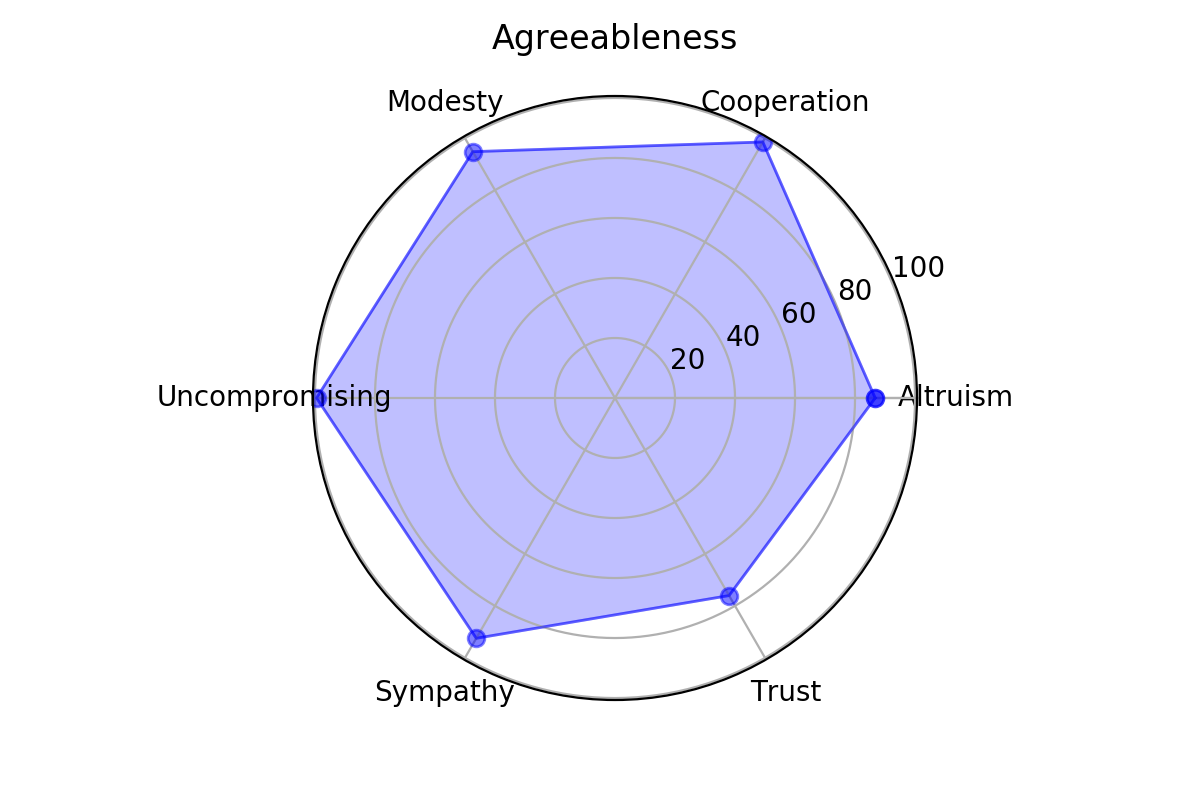 Agreeableness
Modesty
Cooperation
100
80
60
40
20
Uncompromising
Altruism
Sympathy
Trust